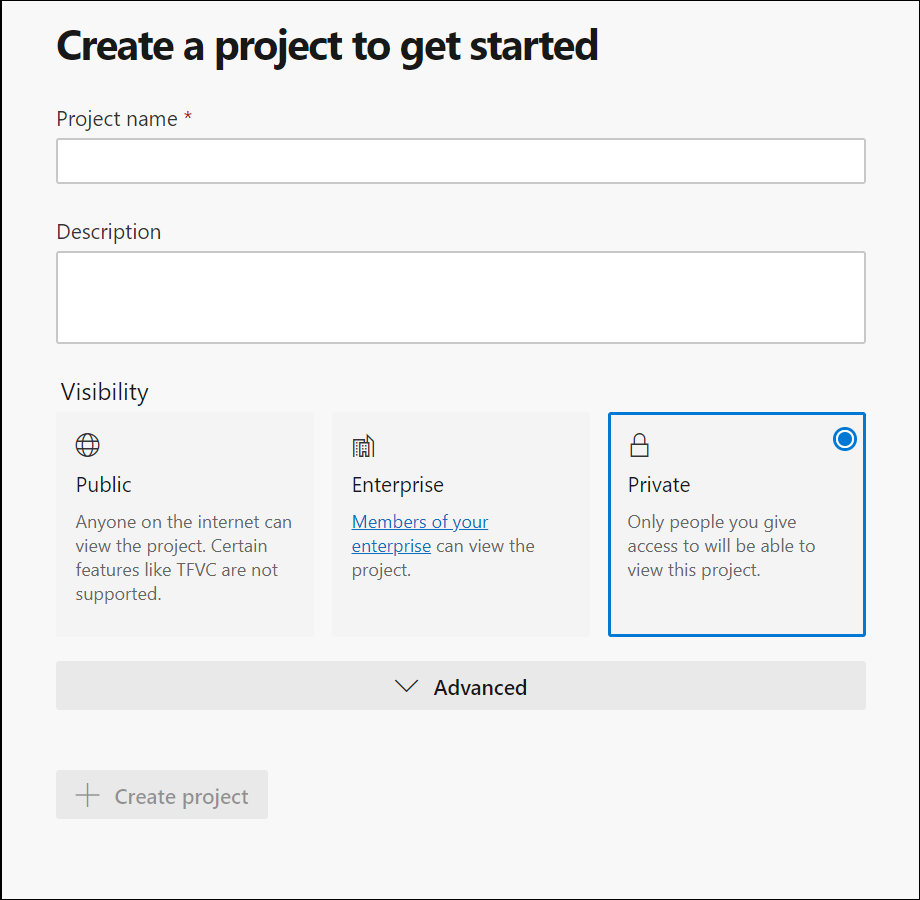 Create a project to get started
Project name *
Description
Visibility
Public
Anyone on the internet can
view the project. Certain
features like TFVC are not
supported.
Enterprise
Members of your
enterprise can view the
project.
Private
Only people you give
access to will be able to
view this project.
Advanced
Create project